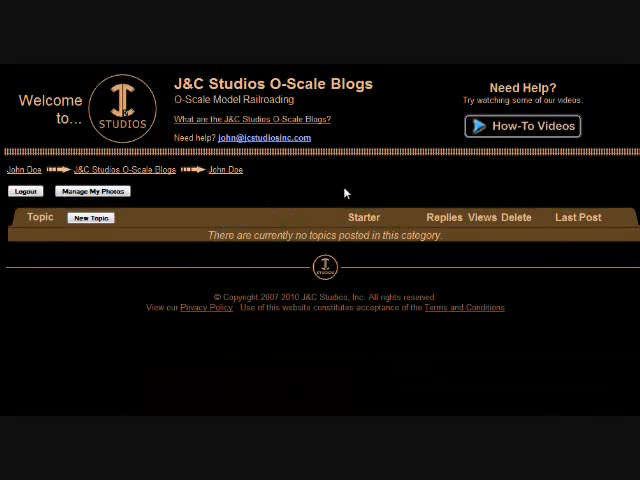 Welcome
to...
STUDIOS
J&C Studios O-Scale Blogs
O-Scale Model Railroading
What are the J&C Studios O-Scale Blogs?
Need help? john@jcstudiosinc.com
Need Help?
Try watching some of our videos:
How-To Videos
John Doe J&C Studios O-Scale Blogs John Doe
Logout Manage My Photos
Topic New Topic Starter Replies Views Delete Last Post
There are currently no topics posted in this category.
© Copyright 2007-2010 J&C Studios, Inc. All rights reserved.
View our Privacy Policy. Use of this website constitutes acceptance of the Terms and Conditions